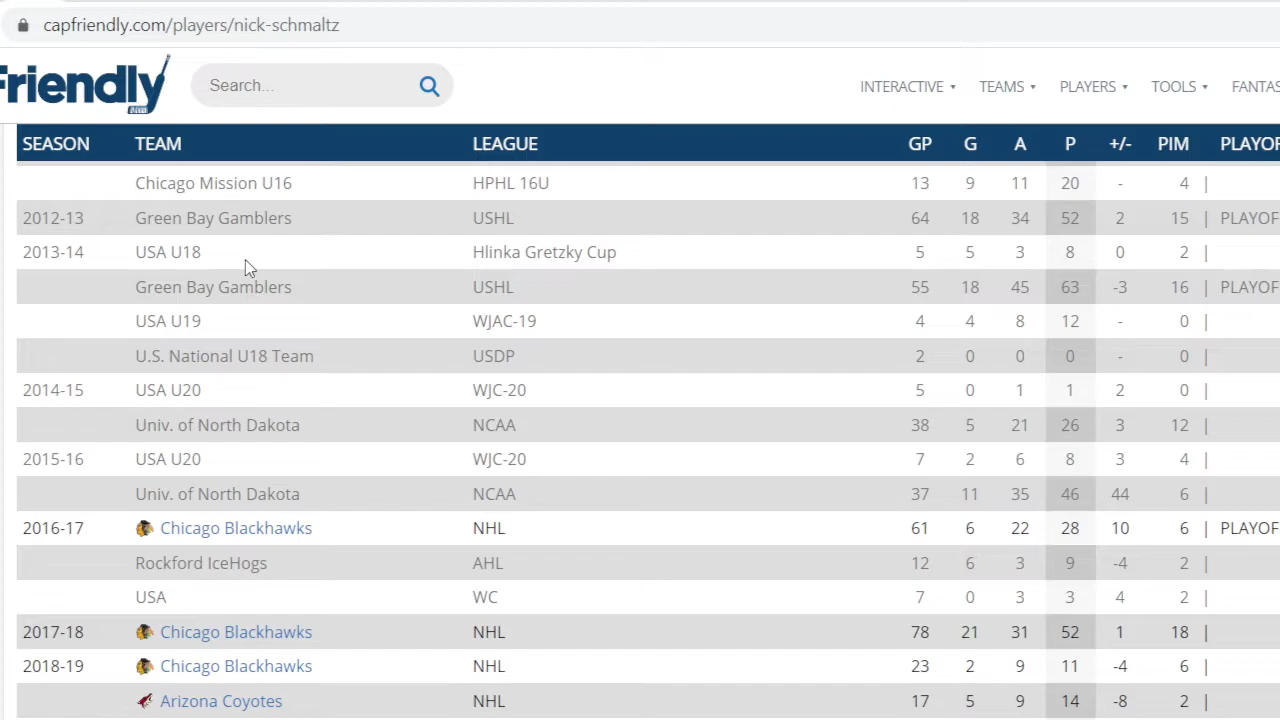 capfriendly.com/players/nick-schmaltz
Friendly Search... INTERACTIVE TEAMS PLAYERS TOOLS FANTAS
SEASON TEAM LEAGUE GP G A P +/- PIM PLAYOF
Chicago Mission U16 HPHL 16U 13 9 11 20 - 4 |
2012-13 Green Bay Gamblers USHL 64 18 34 52 2 15 | PLAYOF
2013-14 USA U18 Hlinka Gretzky Cup 5 5 3 8 0 2 |
Green Bay Gamblers USHL 55 18 45 63 -3 16 | PLAYOF
USA U19 WJAC-19 4 4 8 12 - 0 |
U.S. National U18 Team USDP 2 0 0 0 - 0 |
2014-15 USA U20 WJC-20 5 0 1 1 2 0 |
Univ. of North Dakota NCAA 38 5 21 26 3 12 |
2015-16 USA U20 WJC-20 7 2 6 8 3 4 |
Univ. of North Dakota NCAA 37 11 35 46 44 6 |
2016-17 Chicago Blackhawks NHL 61 6 22 28 10 6 | PLAYOF
Rockford IceHogs AHL 12 6 3 9 -4 2 |
USA WC 7 0 3 3 4 2 |
2017-18 Chicago Blackhawks NHL 78 21 31 52 1 18 |
2018-19 Chicago Blackhawks NHL 23 2 9 11 -4 6 |
Arizona Coyotes NHL 17 5 9 14 -8 2 |